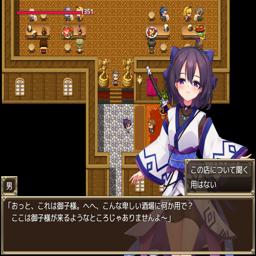 351
この店について聞く
用はない
男
「おっと、これは御子様。へへ、こんな卑しい酒場に何か用で？
ここは御子様が来るようなところじゃありませんよ～」